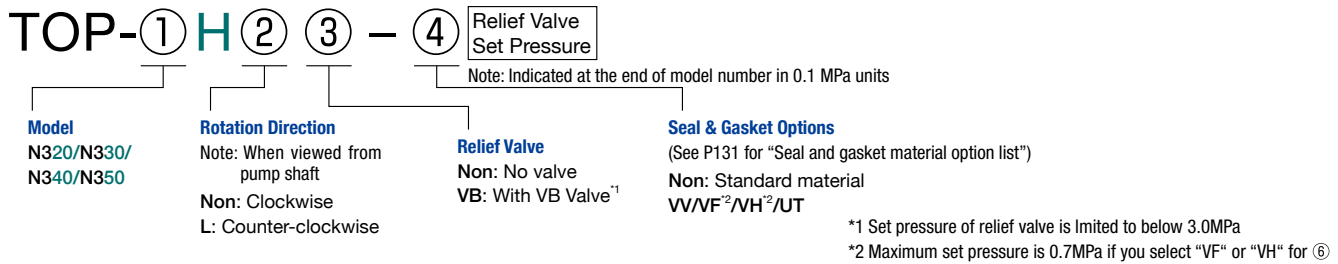 TOP-① H ② ③ – ④ Relief Valve
Set Pressure
Note: Indicated at the end of model number in 0.1 MPa units
Model
N320/N330/
N340/N350
Rotation Direction
Note: When viewed from
pump shaft
Non: Clockwise
L: Counter-clockwise
Relief Valve
Non: No valve
VB: With VB Valve*1
Seal & Gasket Options
(See P131 for “Seal and gasket material option list”)
Non: Standard material
VV/VF*2/VH*2/UT
*1 Set pressure of relief valve is lmited to below 3.0MPa
*2 Maximum set pressure is 0.7MPa if you select “VF“ or “VH“ for ⑥